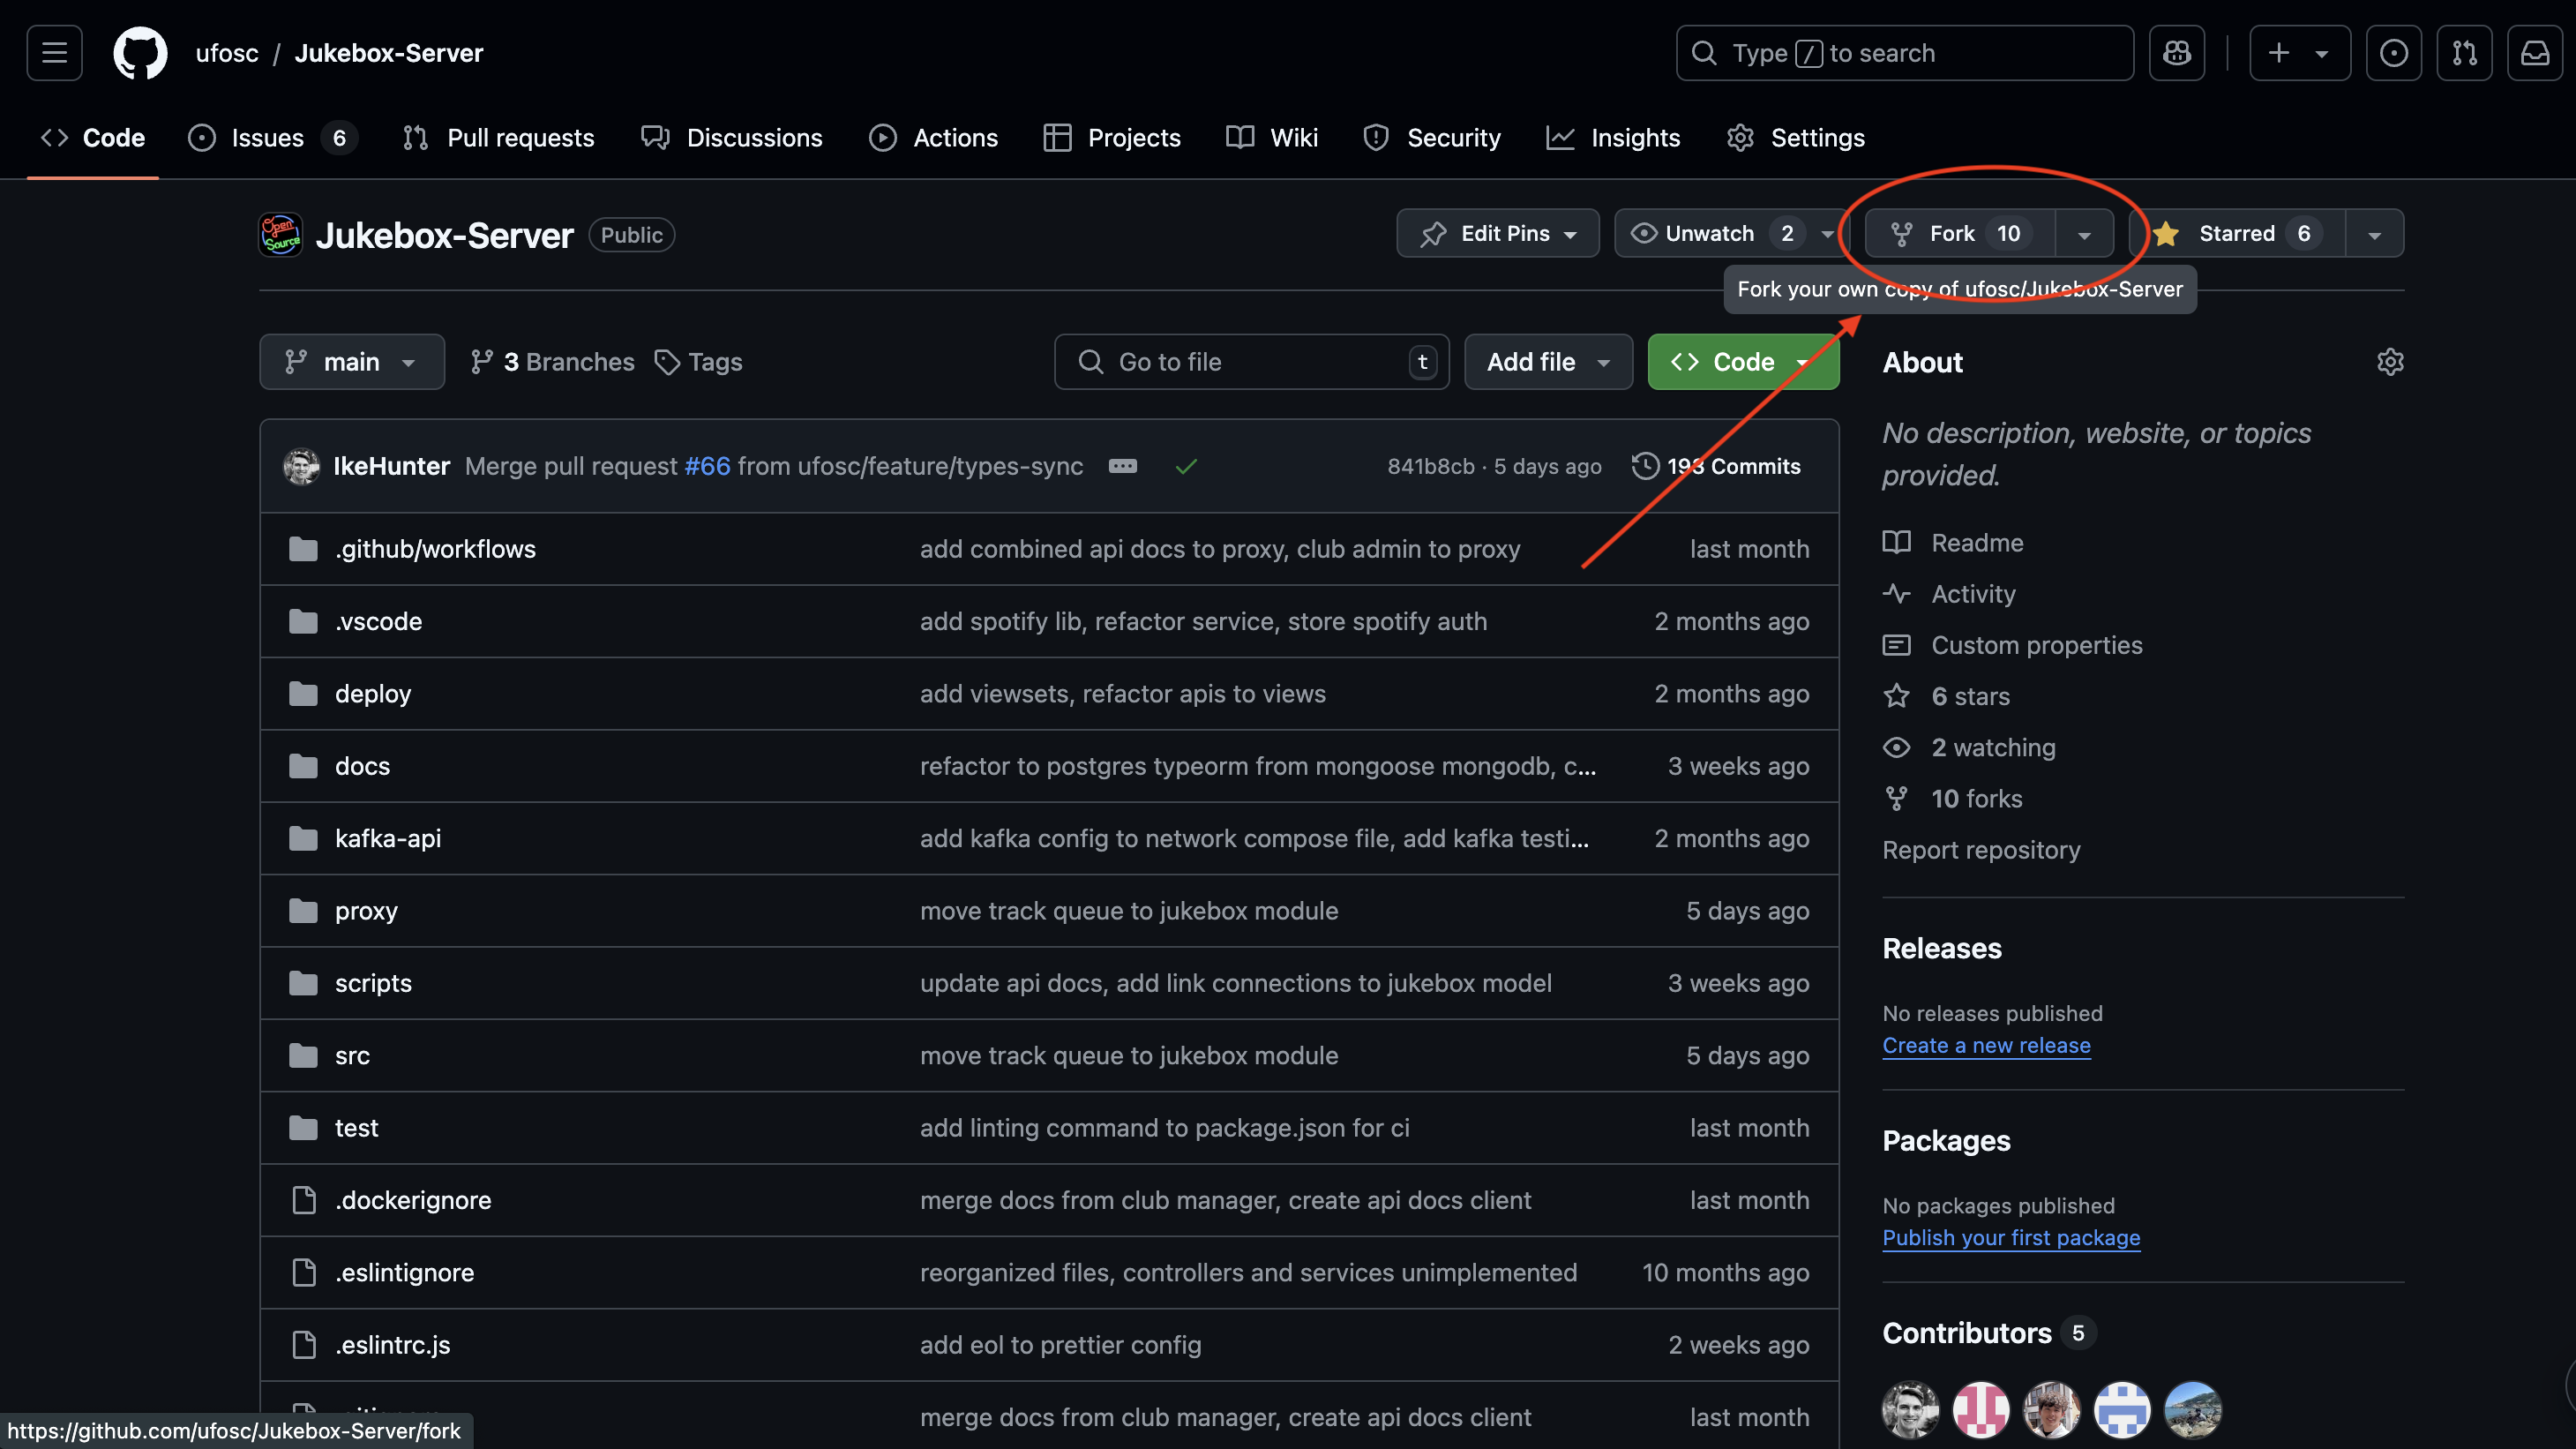 ufosc / Jukebox-Server
Type / to search
Code
Issues 6
Pull requests
Discussions
Actions
Projects
Wiki
Security
Insights
Settings
Open Source
Jukebox-Server Public
Edit Pins
Unwatch 2
Fork 10
Starred 6
Fork your own copy of ufosc/Jukebox-Server
main
3 Branches
Tags
Go to file t
Add file
Code
IkeHunter Merge pull request #66 from ufosc/feature/types-sync
841b8cb · 5 days ago
193 Commits
.github/workflows add combined api docs to proxy, club admin to proxy last month
.vscode add spotify lib, refactor service, store spotify auth 2 months ago
deploy add viewsets, refactor apis to views 2 months ago
docs refactor to postgres typeorm from mongoose mongodb, c... 3 weeks ago
kafka-api add kafka config to network compose file, add kafka testi... 2 months ago
proxy move track queue to jukebox module 5 days ago
scripts update api docs, add link connections to jukebox model 3 weeks ago
src move track queue to jukebox module 5 days ago
test add linting command to package.json for ci last month
.dockerignore merge docs from club manager, create api docs client last month
.eslintignore reorganized files, controllers and services unimplemented 10 months ago
.eslintrc.js add eol to prettier config 2 weeks ago
merge docs from club manager, create api docs client last month
About
No description, website, or topics
provided.
Readme
Activity
Custom properties
6 stars
2 watching
10 forks
Report repository
Releases
No releases published
Create a new release
Packages
No packages published
Publish your first package
Contributors 5
https://github.com/ufosc/Jukebox-Server/fork